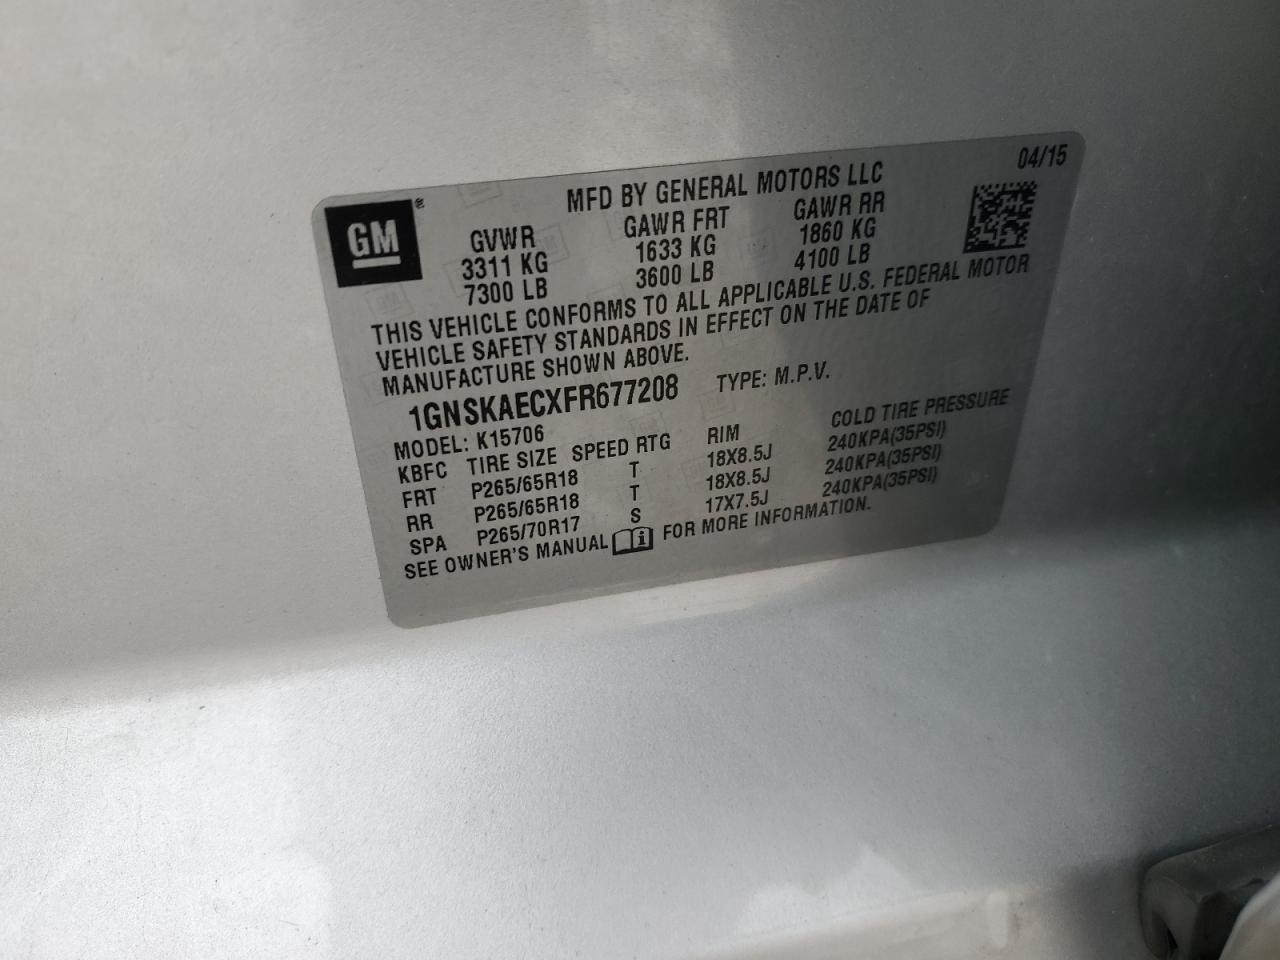 04/15
MFD BY GENERAL MOTORS LLC
GM®
GVWR GAWR FRT GAWR RR
3311 KG 1633 KG 1860 KG
7300 LB 3600 LB 4100 LB
THIS VEHICLE CONFORMS TO ALL APPLICABLE U.S. FEDERAL MOTOR
VEHICLE SAFETY STANDARDS IN EFFECT ON THE DATE OF
MANUFACTURE SHOWN ABOVE.
1GNSKAECXFR677208 TYPE: M.P.V.
MODEL: K15706
KBFC TIRE SIZE SPEED RTG RIM COLD TIRE PRESSURE
FRT P265/65R18 T 18X8.5J 240KPA(35PSI)
RR P265/65R18 T 18X8.5J 240KPA(35PSI)
SPA P265/70R17 S 17X7.5J 240KPA(35PSI)
SEE OWNER'S MANUAL i FOR MORE INFORMATION.